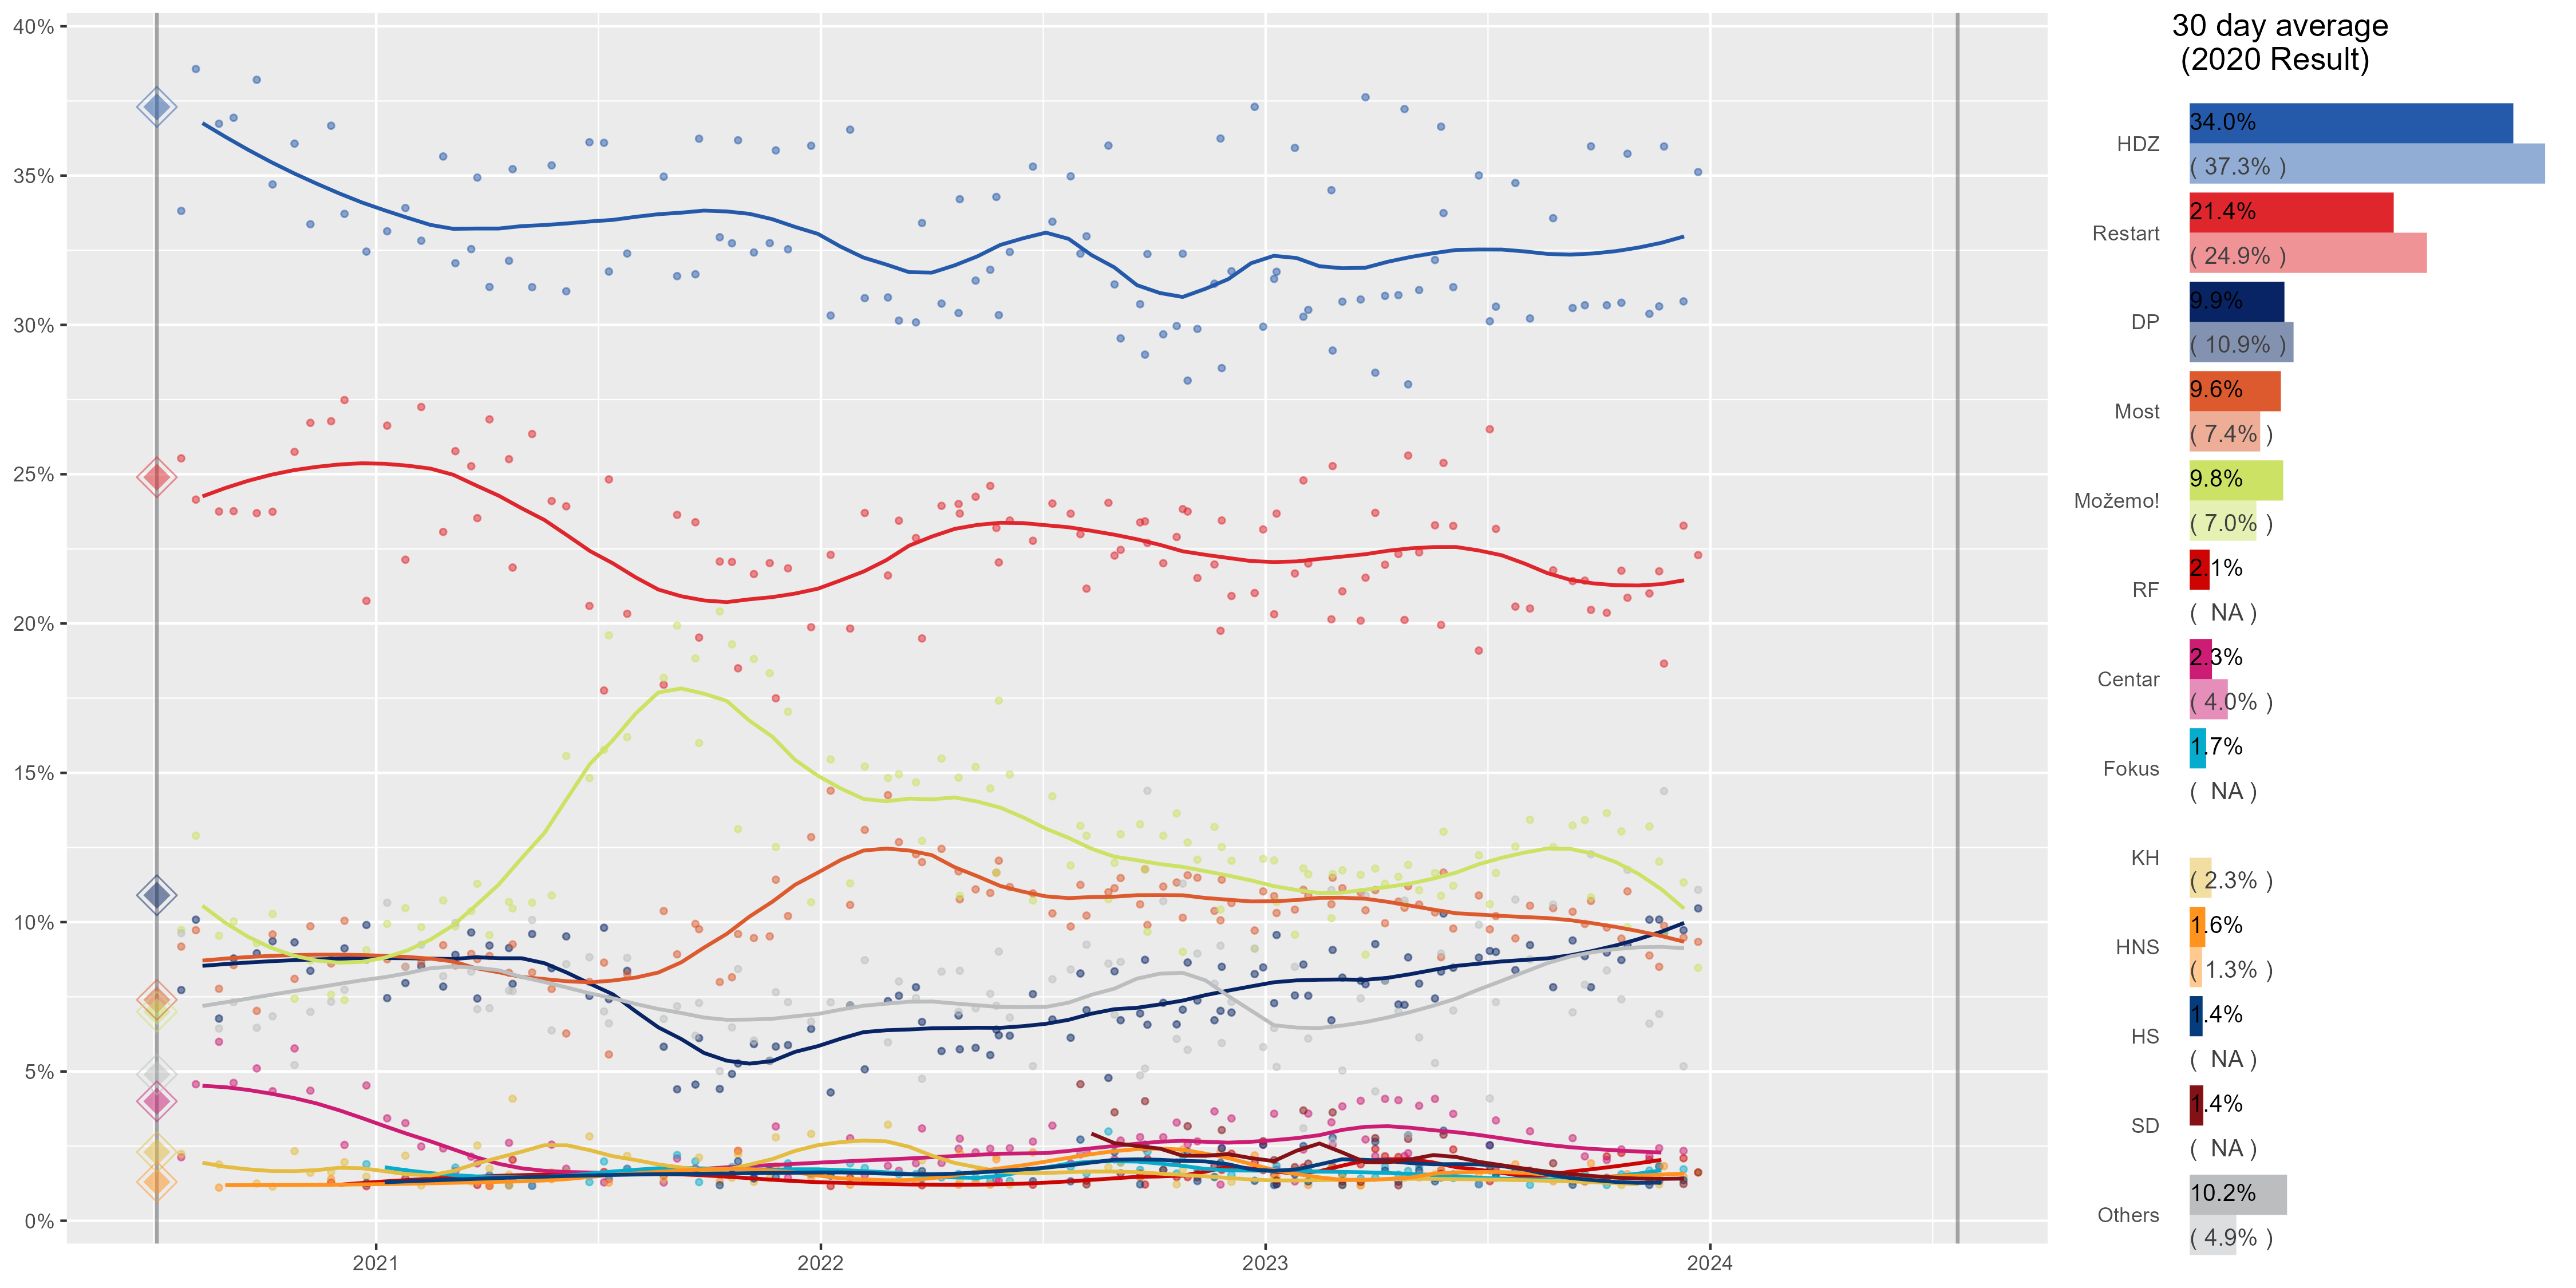 40%
35%
30%
25%
20%
15%
10%
5%
0%
2021
2022
2023
2024
30 day average
(2020 Result)
HDZ
34.0%
( 37.3% )
Restart
21.4%
( 24.9% )
DP
9.9%
( 10.9% )
Most
9.6%
( 7.4% )
Možemo!
9.8%
( 7.0% )
RF
2.1%
( NA )
Centar
2.3%
( 4.0% )
Fokus
1.7%
( NA )
KH
( 2.3% )
HNS
1.6%
( 1.3% )
HS
1.4%
( NA )
SD
1.4%
( NA )
Others
10.2%
( 4.9% )